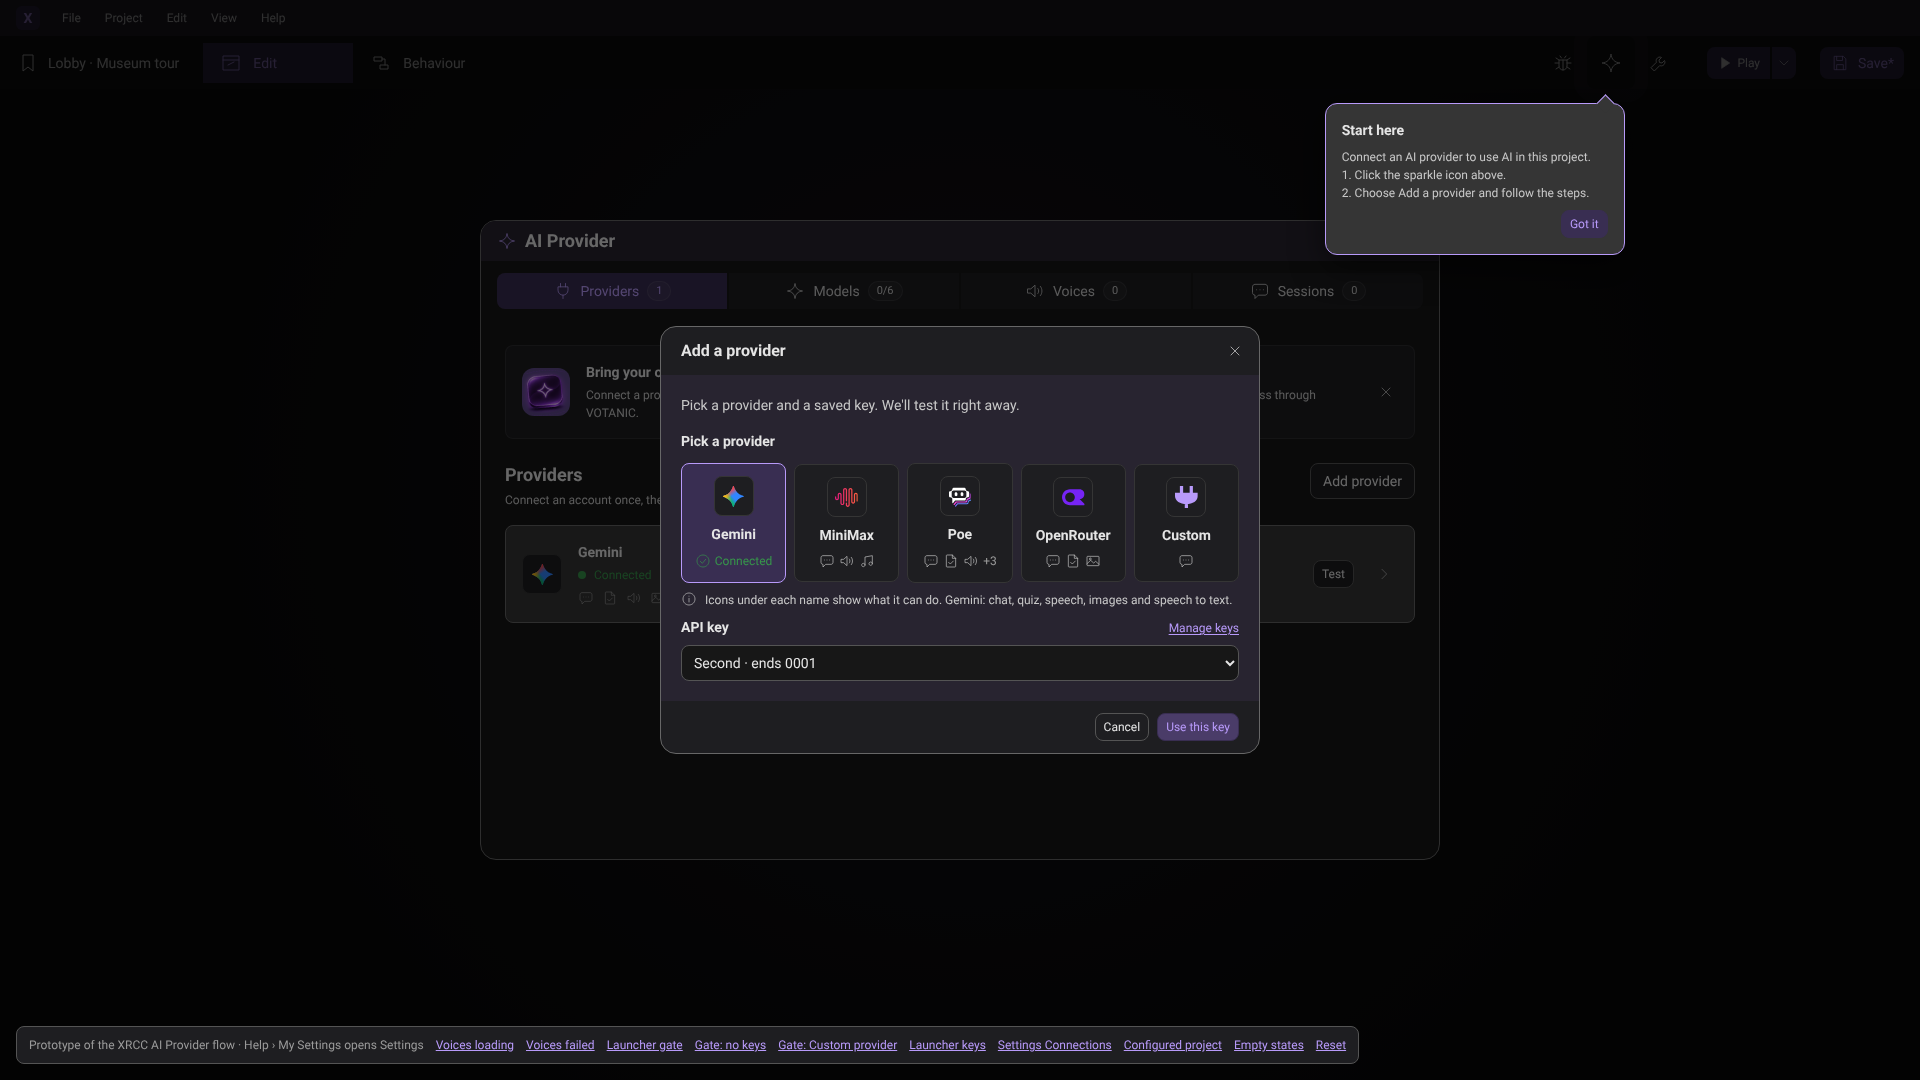 X File Project Edit View Help
Lobby · Museum tour Edit Behaviour Play Save*
Start here
Connect an AI provider to use AI in this project.
1. Click the sparkle icon above.
2. Choose Add a provider and follow the steps.
Got it
AI Provider
Providers 1 Models 0/6 Voices 0 Sessions 0
Bring your
Connect a pro
ss through
VOTANIC.
Providers
Connect an account once, the
Add provider
Gemini
Connected
Test
Add a provider
Pick a provider and a saved key. We'll test it right away.
Pick a provider
Gemini MiniMax Poe OpenRouter Custom
Connected +3
Icons under each name show what it can do. Gemini: chat, quiz, speech, images and speech to text.
API key Manage keys
Second · ends 0001
Cancel Use this key
Prototype of the XRCC AI Provider flow · Help › My Settings opens Settings Voices loading Voices failed Launcher gate Gate: no keys Gate: Custom provider Launcher keys Settings Connections Configured project Empty states Reset